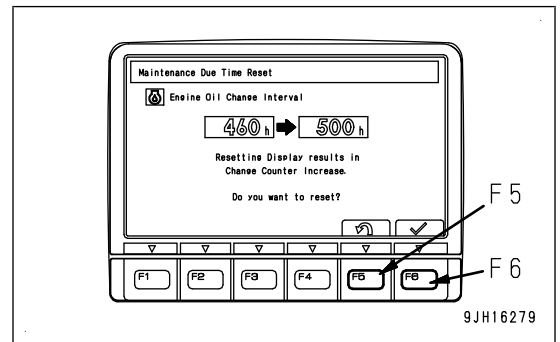 Maintenance Due Time Reset
Engine Oil Change Interval
460 h 500 h
Resetting Display results in
Change Counter Increase.
Do you want to reset?
F5
F1 F2 F3 F4 F5 F6
F6
9JH16279